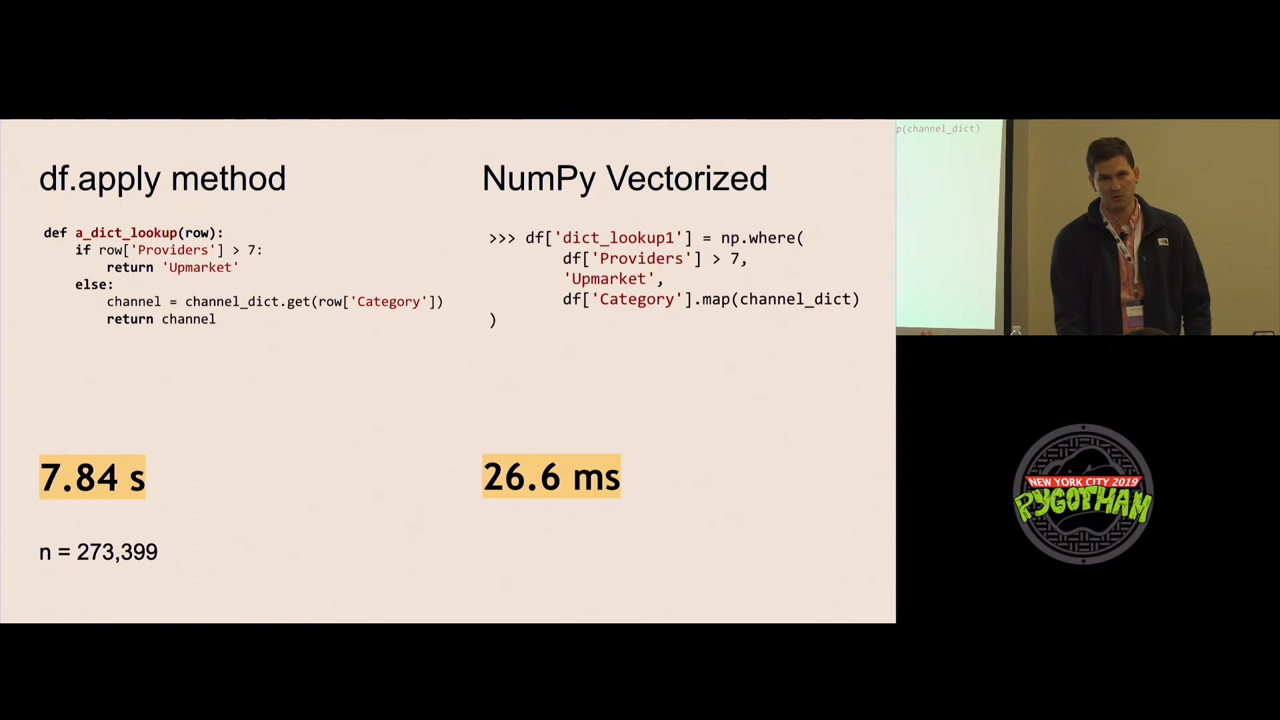 df.apply method
def a_dict_lookup(row):
    if row['Providers'] > 7:
        return 'Upmarket'
    else:
        channel = channel_dict.get(row['Category'])
        return channel
7.84 s
n = 273,399
NumPy Vectorized
>>> df['dict_lookup1'] = np.where(
        df['Providers'] > 7,
        'Upmarket',
        df['Category'].map(channel_dict)
)
26.6 ms
p(channel_dict)
NEW YORK CITY 2019
PYGOTHAM